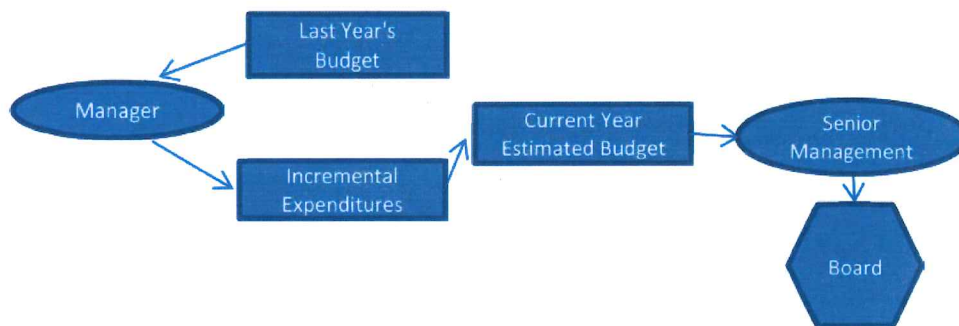 Last Year's
Budget
Manager
Incremental
Expenditures
Current Year
Estimated Budget
Senior
Management
Board